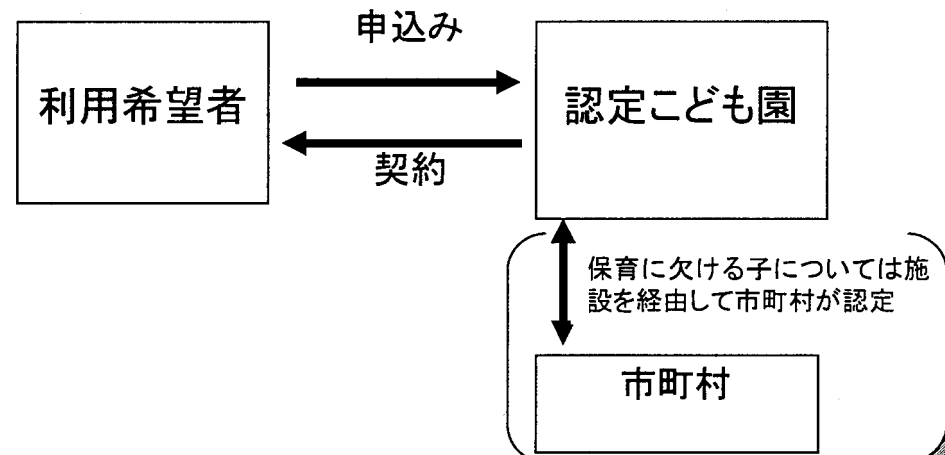 申込み
利用希望者
認定こども園
契約
保育に欠ける子については施
設を経由して市町村が認定
市町村